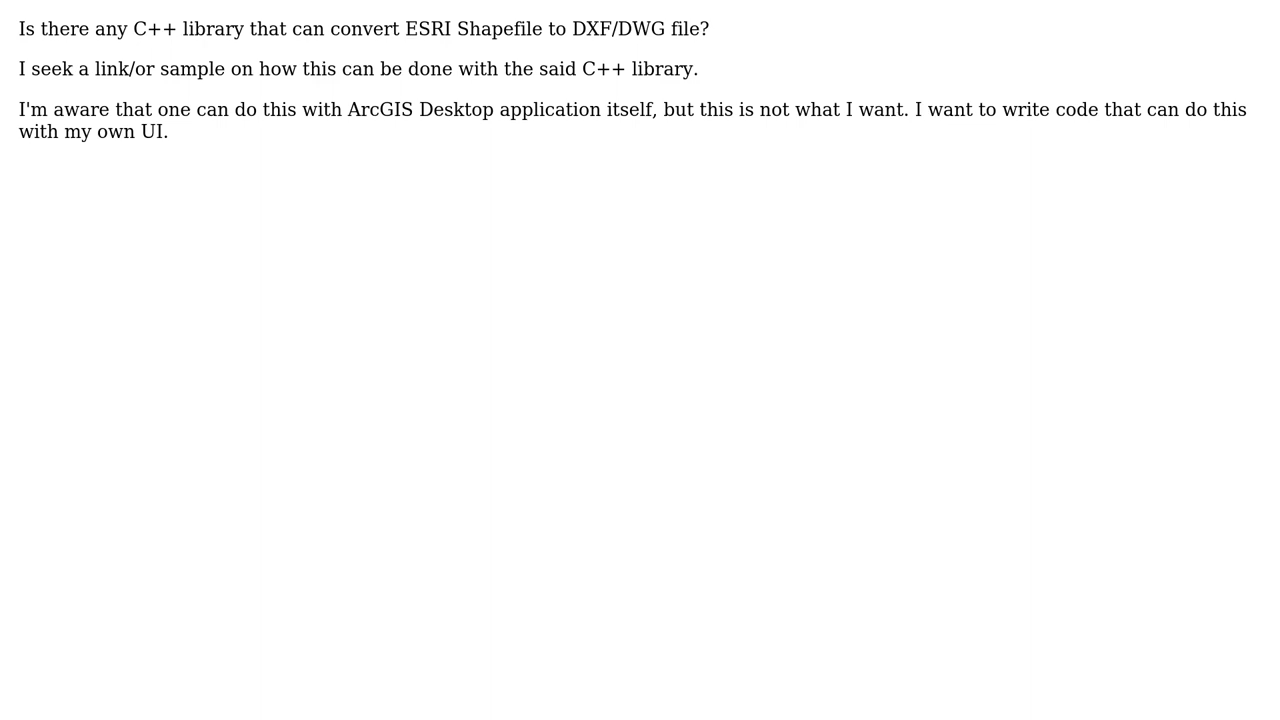 Is there any C++ library that can convert ESRI Shapefile to DXF/DWG file?
I seek a link/or sample on how this can be done with the said C++ library.
I'm aware that one can do this with ArcGIS Desktop application itself, but this is not what I want. I want to write code that can do this
with my own UI.